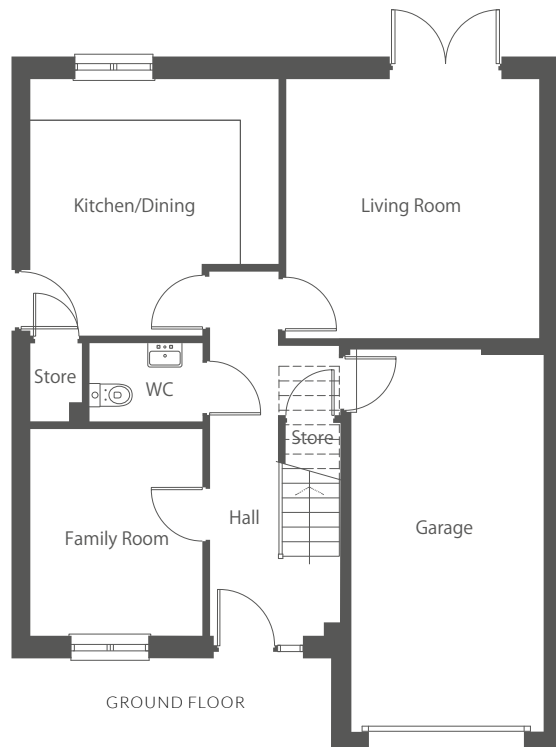 Kitchen/Dining
Living Room
Store
WC
Store
Hall
Garage
Family Room
GROUND FLOOR